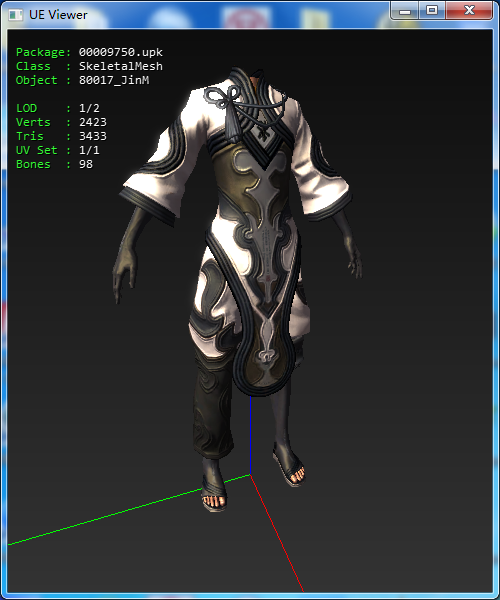 UE Viewer
Package: 00009750.upk
Class : SkeletalMesh
Object : 80017_JinM
LOD : 1/2
Verts : 2423
Tris : 3433
UV Set : 1/1
Bones : 98